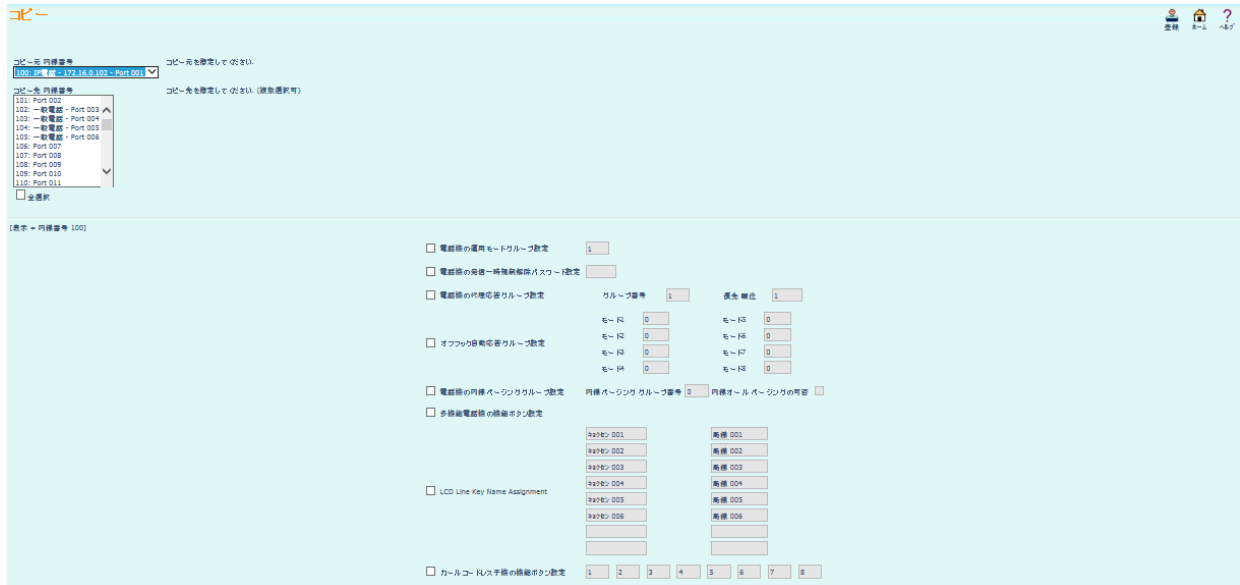 コピー
登録 ホーム ヘルプ
コピー元 内線番号 コピー元を指定してください。
100: IP電話 - 172.16.0.102 - Port 001
コピー先 内線番号 コピー先を指定してください。(複数選択可)
101: Port 002
102: 一般電話 - Port 003
103: 一般電話 - Port 004
104: 一般電話 - Port 005
105: 一般電話 - Port 006
106: Port 007
107: Port 008
108: Port 009
109: Port 010
110: Port 011
全選択
[表示 = 内線番号 100]
電話機の運用モードグループ設定 1
電話機の発信一時規制解除パスワード設定
電話機の代理応答グループ設定 グループ番号 1 優先順位 1
オフフック自動応答グループ設定
モード1 0 モード5 0
モード2 0 モード6 0
モード3 0 モード7 0
モード4 0 モード8 0
電話機の内線ページンググループ設定 内線ページング グループ番号 0 内線オール ページングの可否
多機能電話機の機能ボタン設定
LCD Line Key Name Assignment
キョクセン 001 局線 001
キョクセン 002 局線 002
キョクセン 003 局線 003
キョクセン 004 局線 004
キョクセン 005 局線 005
キョクセン 006 局線 006
カールコードレス子機の機能ボタン設定 1 2 3 4 5 6 7 8